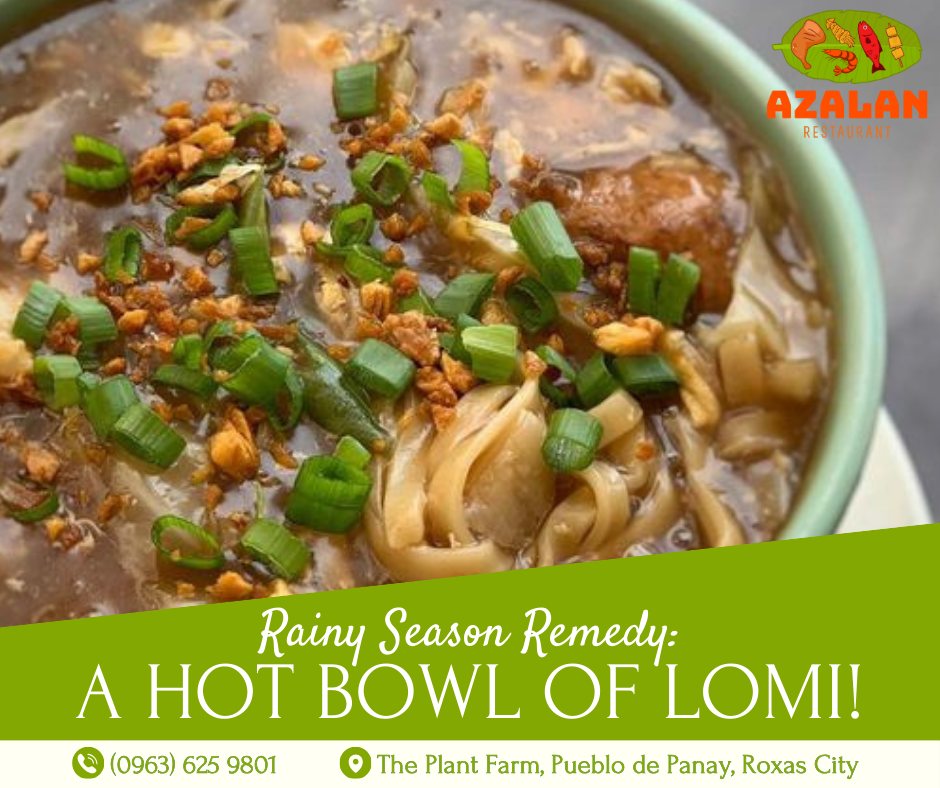 AZALAN
RESTAURANT
Rainy Season Remedy:
A HOT BOWL OF LOMI!
(0963) 625 9801
The Plant Farm, Pueblo de Panay, Roxas City